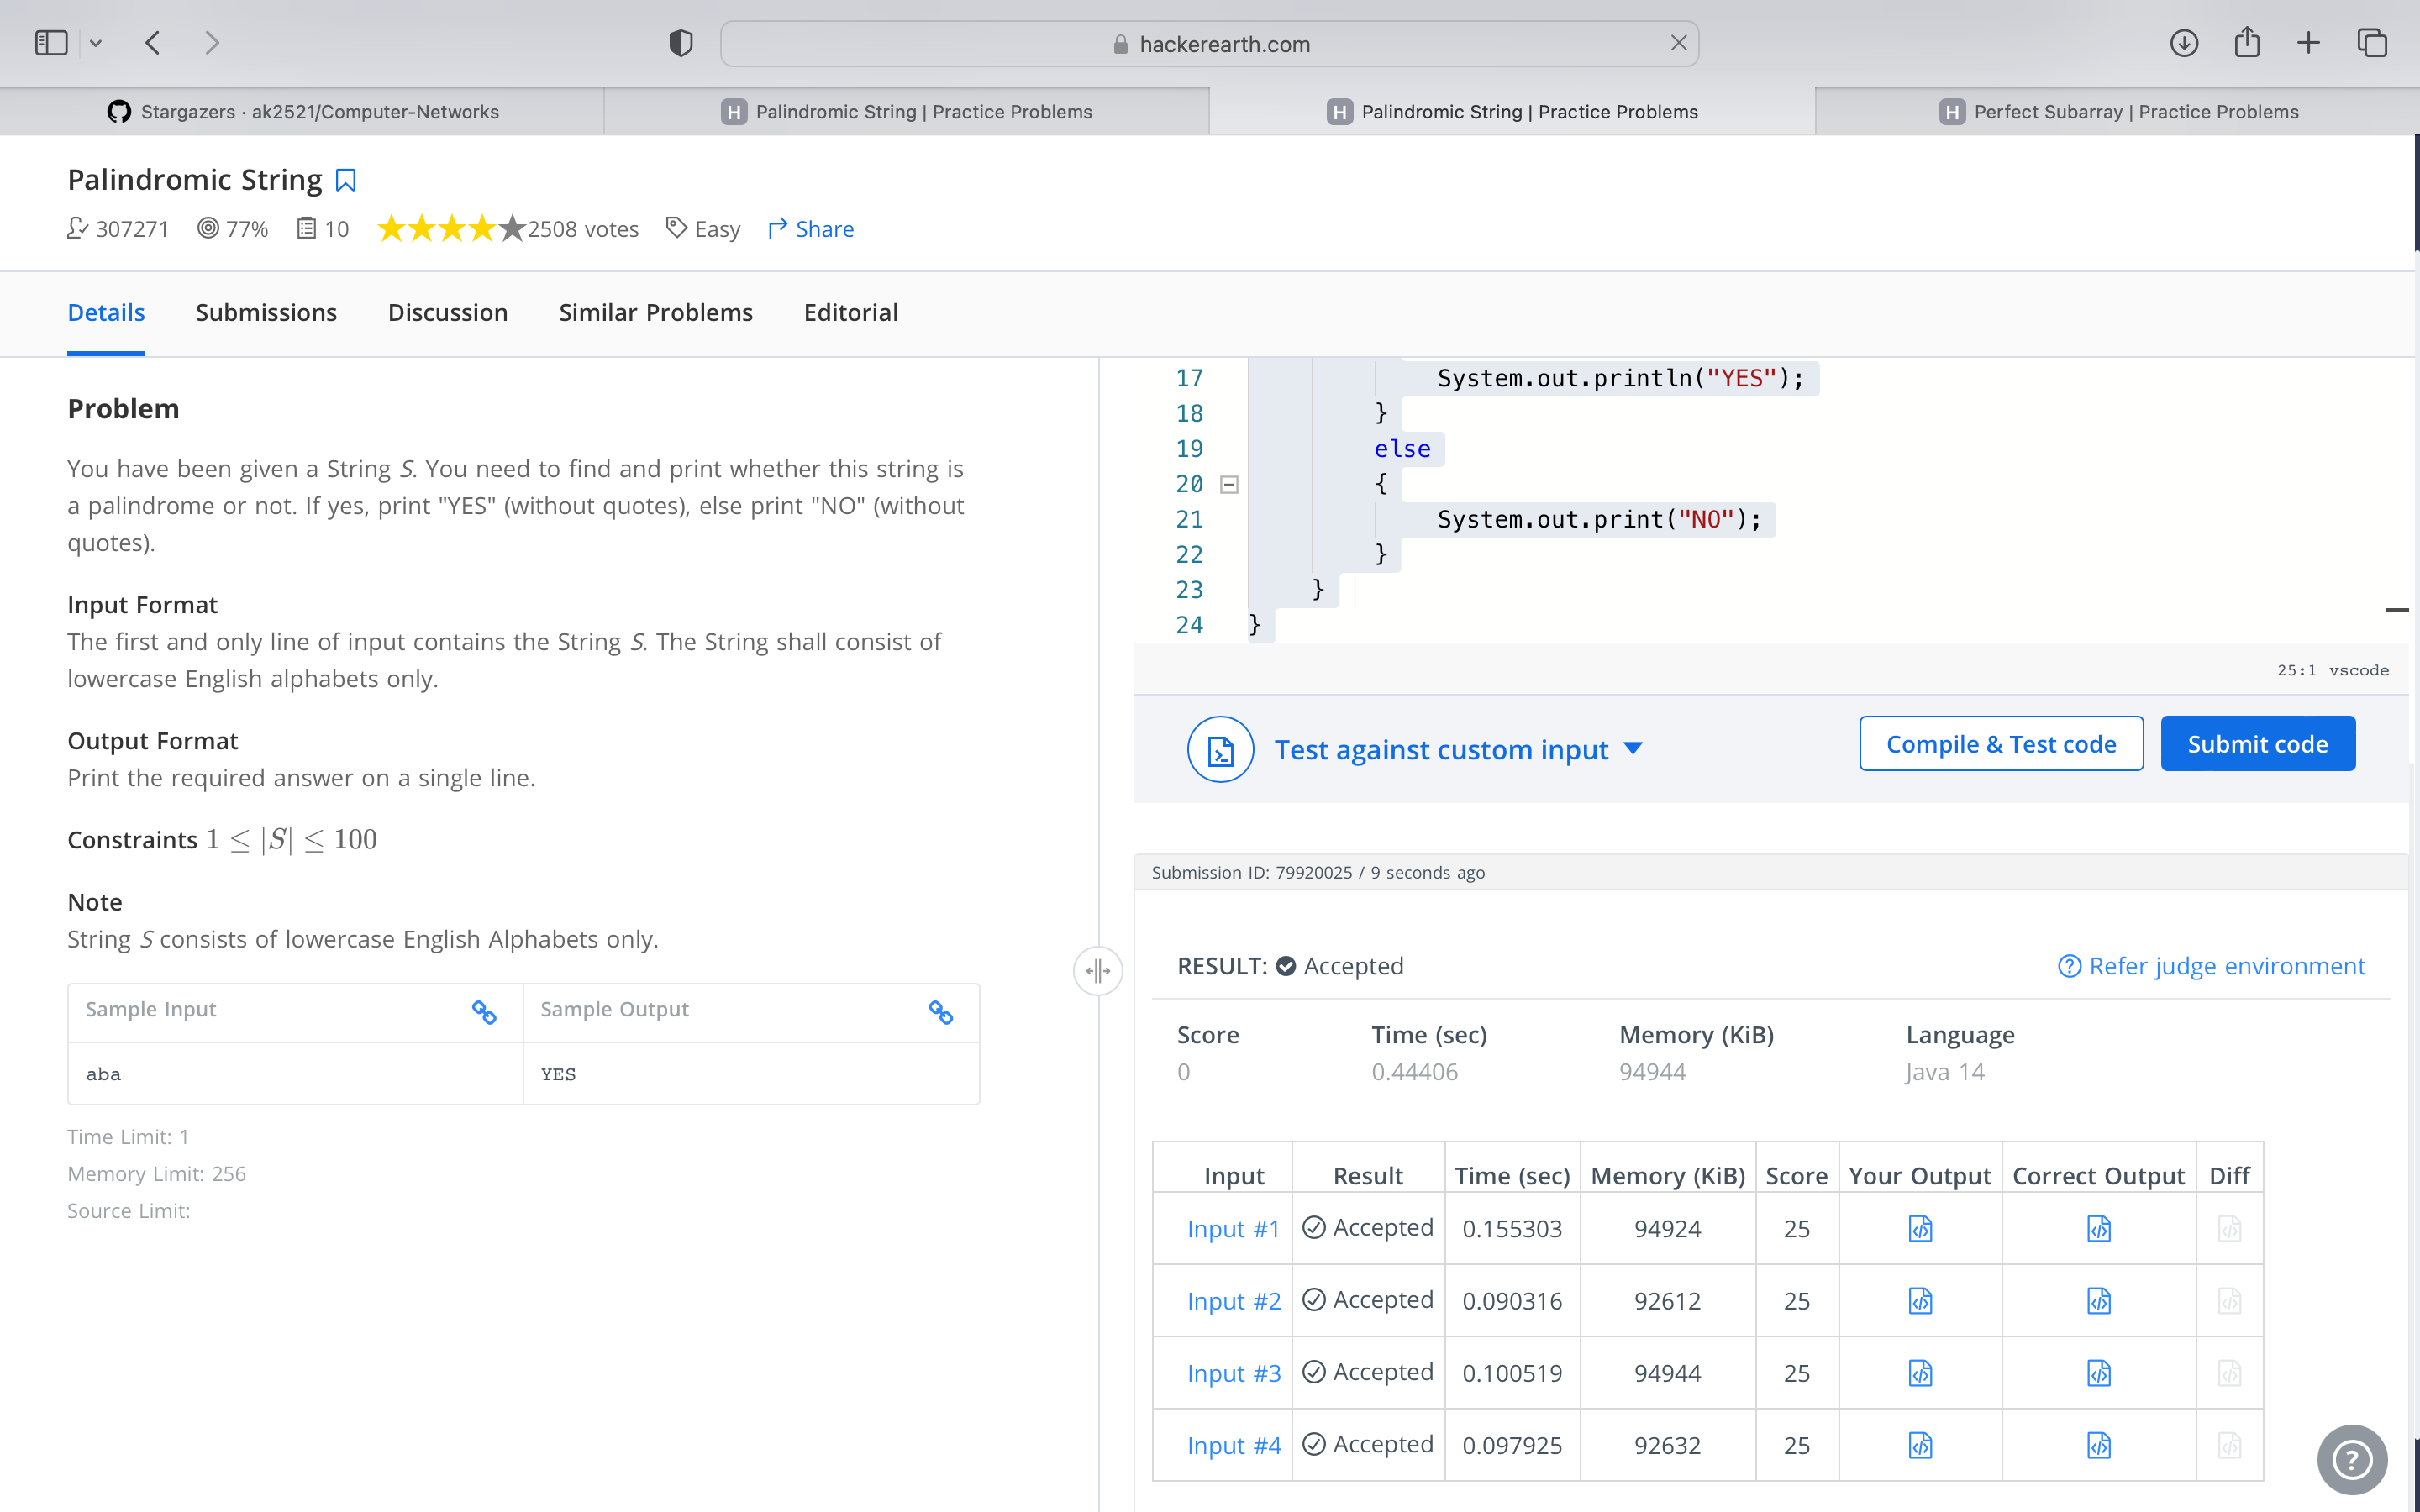 hackerearth.com
Stargazers · ak2521/Computer-Networks
H Palindromic String | Practice Problems
H Palindromic String | Practice Problems
H Perfect Subarray | Practice Problems
Palindromic String
307271 77% 10 2508 votes Easy Share
Details Submissions Discussion Similar Problems Editorial
Problem
You have been given a String S. You need to find and print whether this string is
a palindrome or not. If yes, print "YES" (without quotes), else print "NO" (without
quotes).
Input Format
The first and only line of input contains the String S. The String shall consist of
lowercase English alphabets only.
Output Format
Print the required answer on a single line.
Constraints 1 ≤ |S| ≤ 100
Note
String S consists of lowercase English Alphabets only.
Sample Input Sample Output
aba YES
Time Limit: 1
Memory Limit: 256
Source Limit:
17 System.out.println("YES");
18 }
19 else
20 {
21 System.out.print("NO");
22 }
23 }
24 }
25:1 vscode
Test against custom input Compile & Test code Submit code
Submission ID: 79920025 / 9 seconds ago
RESULT: Accepted ? Refer judge environment
Score Time (sec) Memory (KiB) Language
0 0.44406 94944 Java 14
Input Result Time (sec) Memory (KiB) Score Your Output Correct Output Diff
Input #1 Accepted 0.155303 94924 25
Input #2 Accepted 0.090316 92612 25
Input #3 Accepted 0.100519 94944 25
Input #4 Accepted 0.097925 92632 25
?